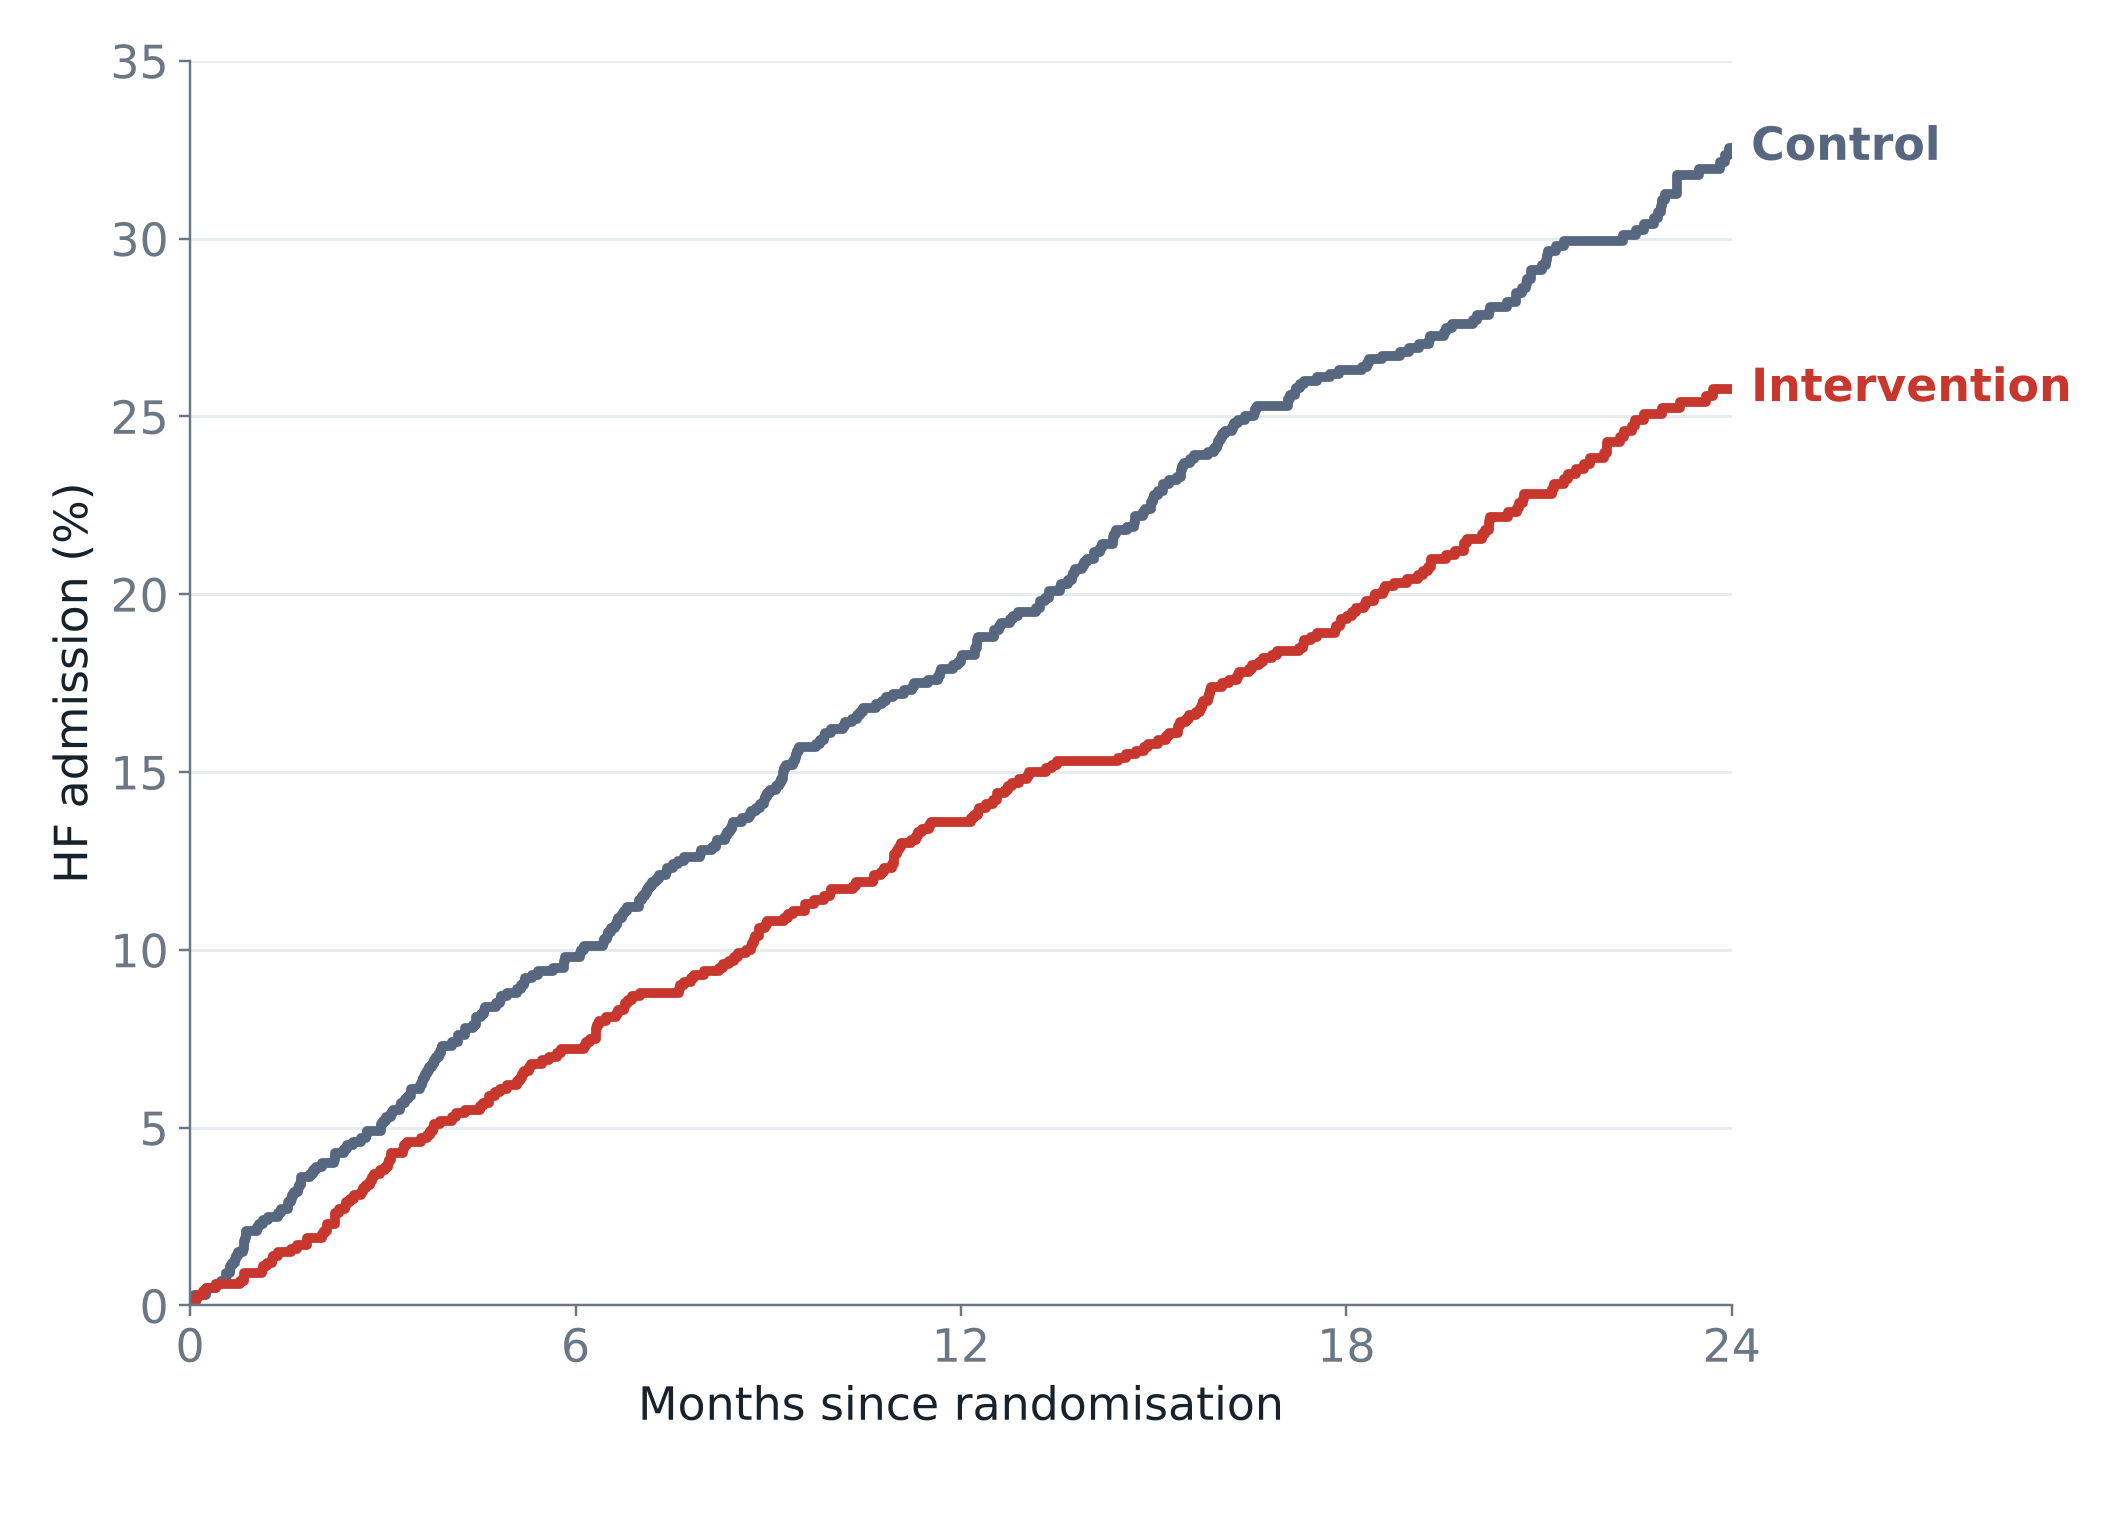 35
Control
30
Intervention
25
20
15
10
5
0
HF admission (%)
0 6 12 18 24
Months since randomisation